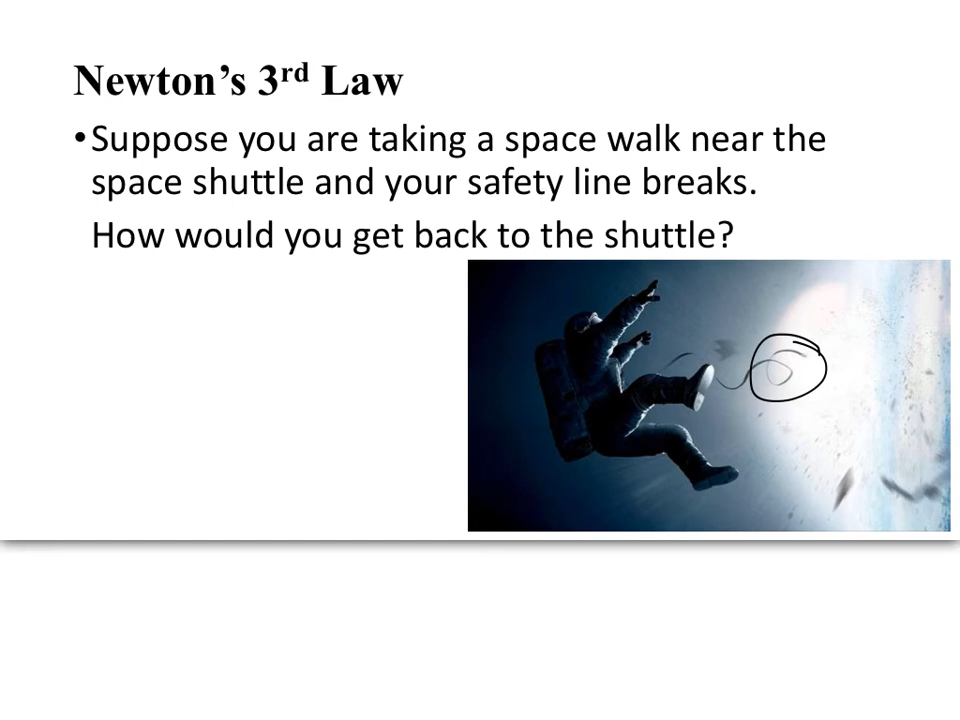 Newton’s 3rd Law
•Suppose you are taking a space walk near the
space shuttle and your safety line breaks.
How would you get back to the shuttle?